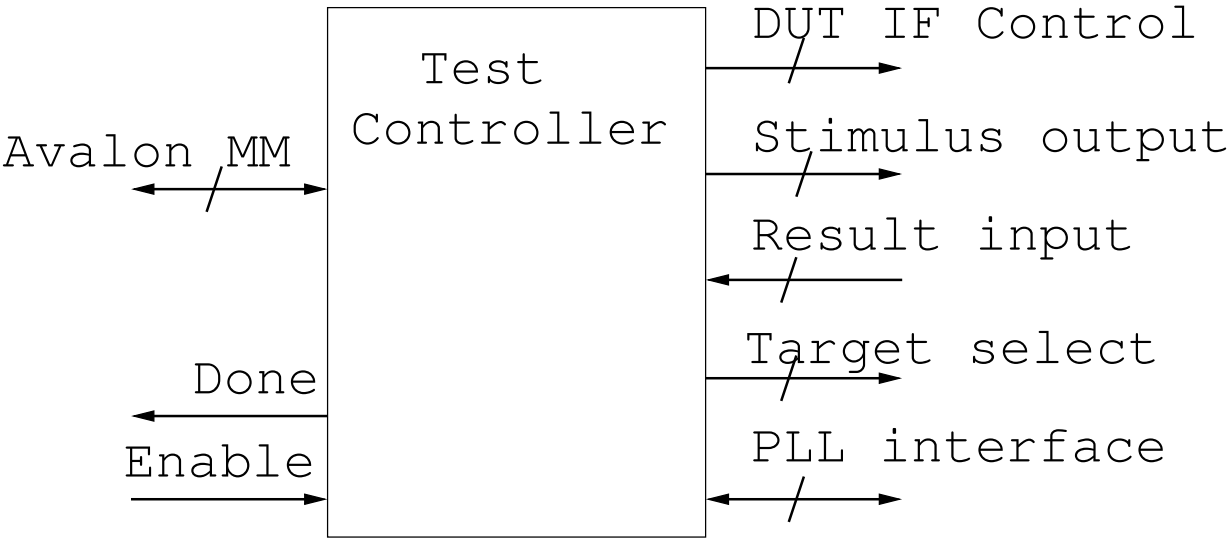 DUT IF Control
Test
Controller
Stimulus output
Avalon MM
Result input
Target select
Done
PLL interface
Enable